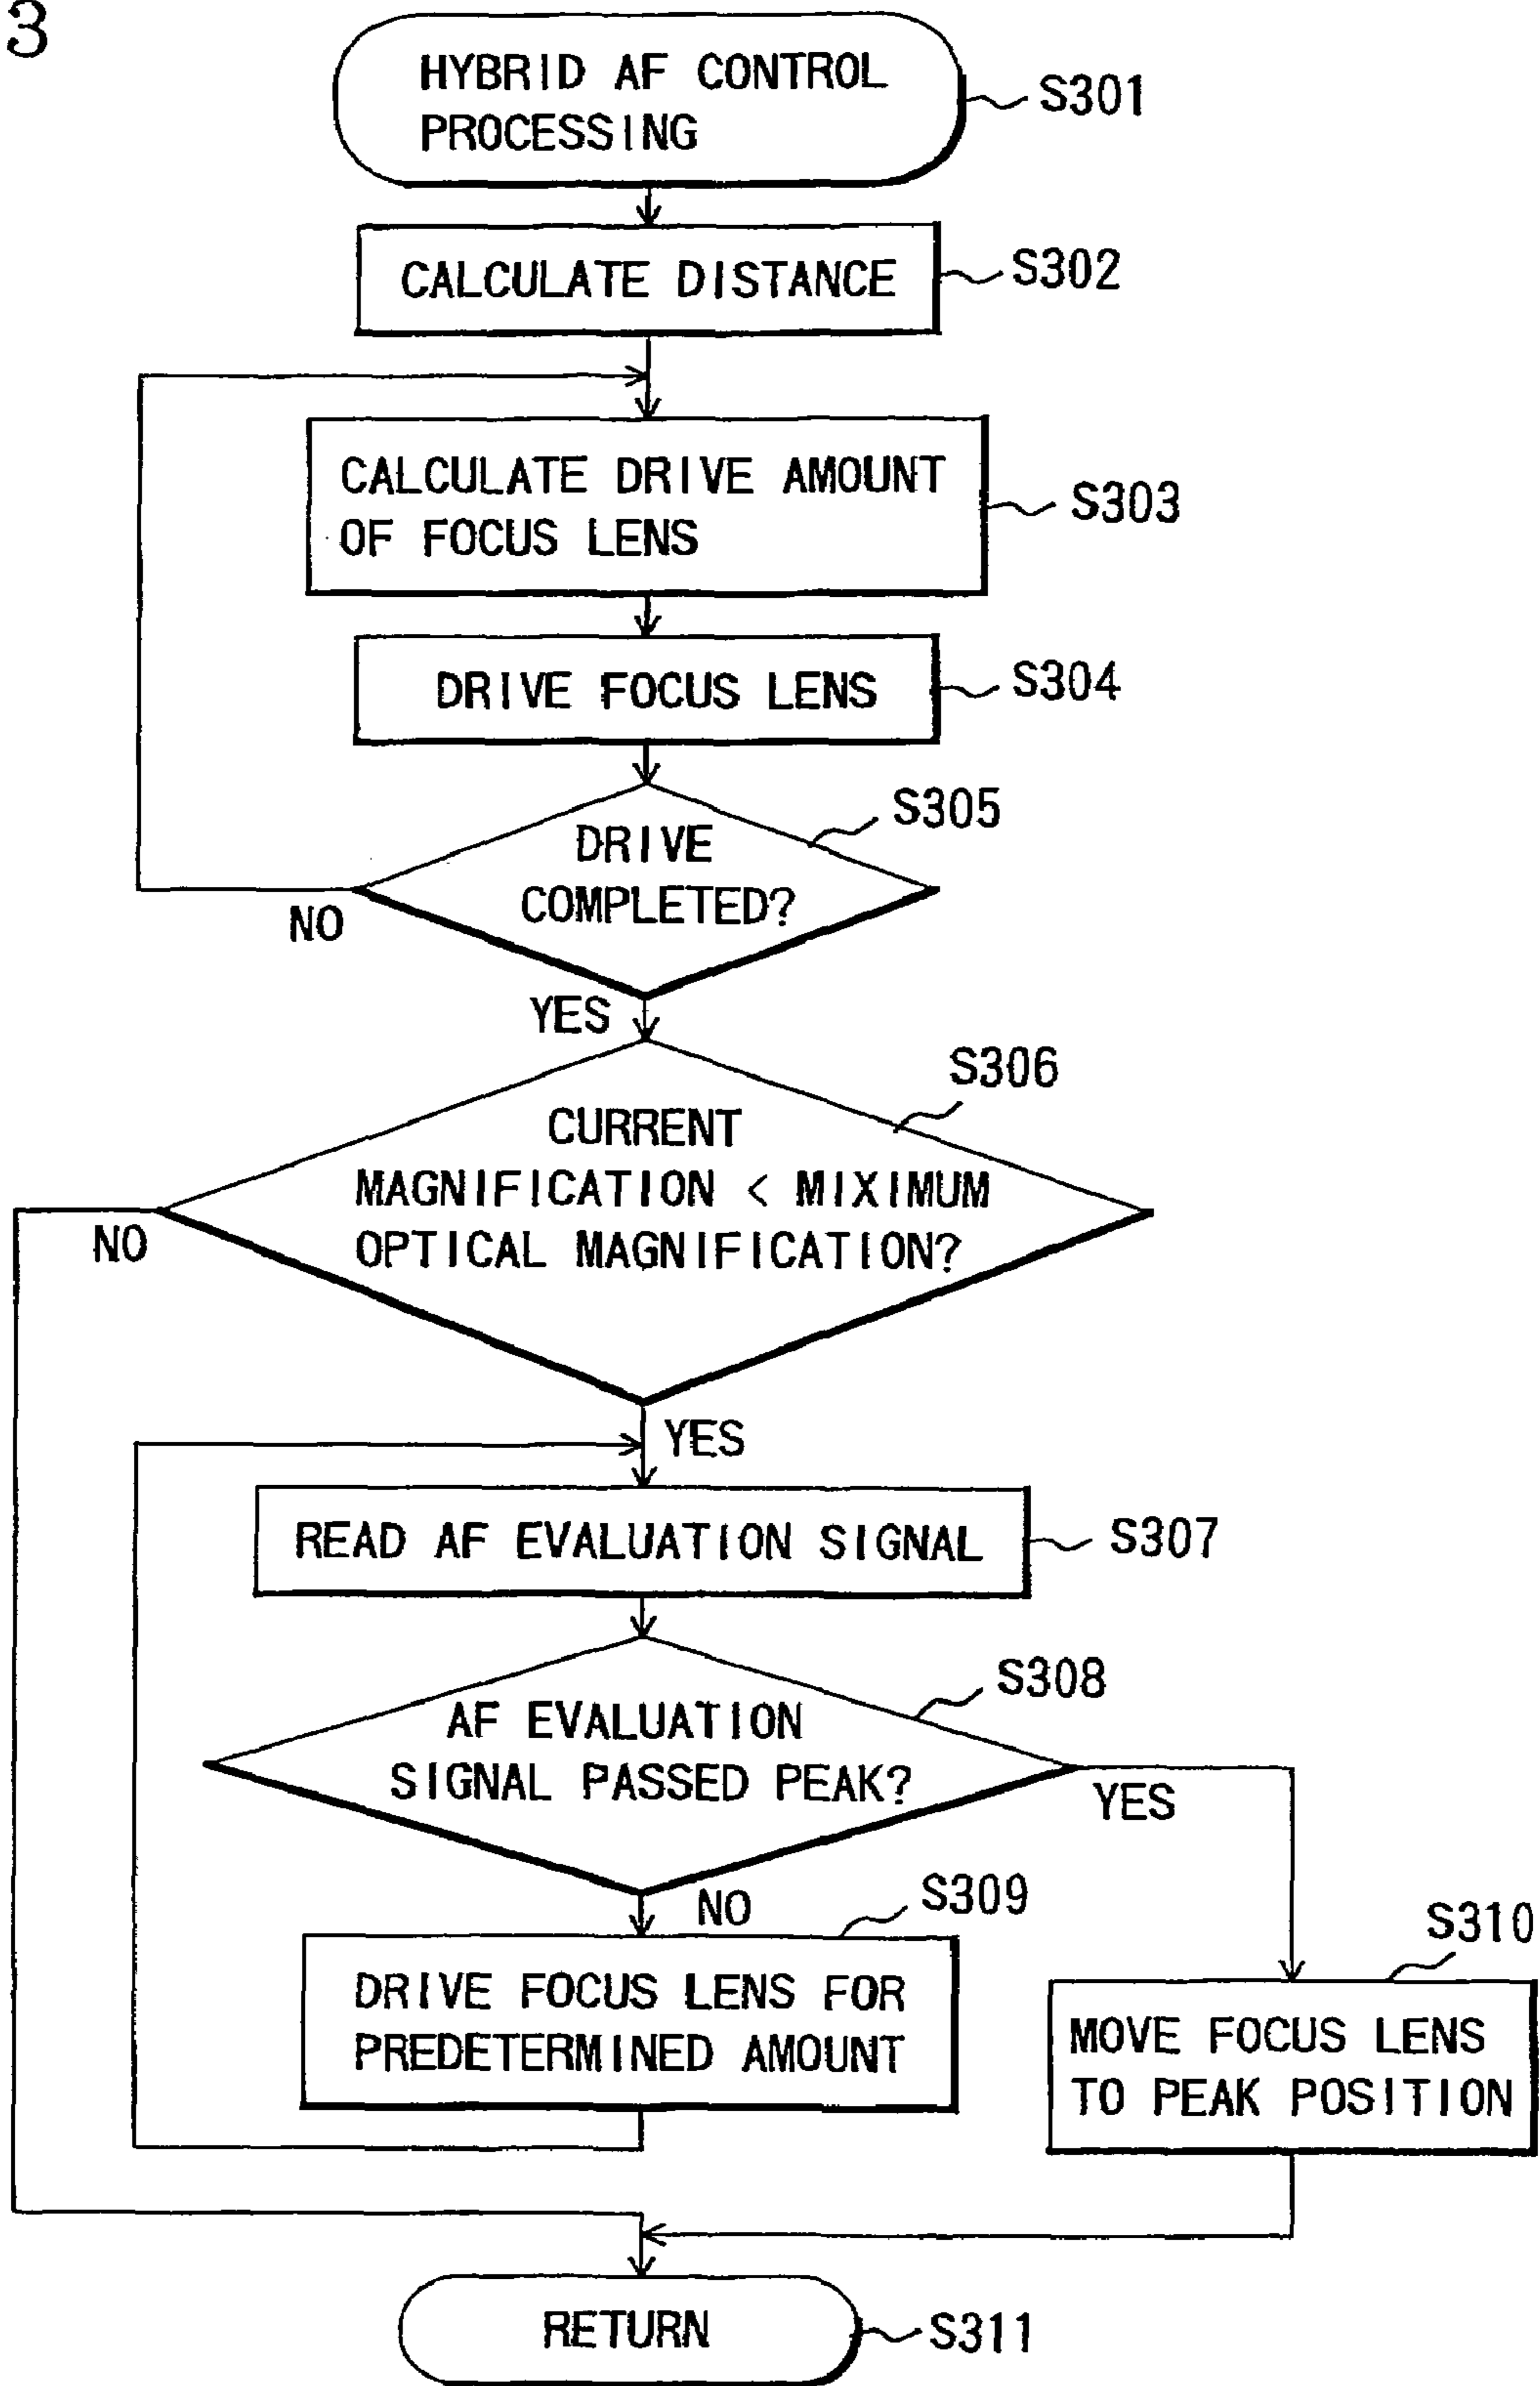 3
HYBRID AF CONTROL
PROCESSING
S301
CALCULATE DISTANCE
S302
CALCULATE DRIVE AMOUNT
OF FOCUS LENS
S303
DRIVE FOCUS LENS
S304
DRIVE
COMPLETED?
S305
NO
YES
CURRENT
MAGNIFICATION < MIXIMUM
OPTICAL MAGNIFICATION?
S306
NO
YES
READ AF EVALUATION SIGNAL
S307
AF EVALUATION
SIGNAL PASSED PEAK?
S308
YES
NO
S309
DRIVE FOCUS LENS FOR
PREDETERMINED AMOUNT
S310
MOVE FOCUS LENS
TO PEAK POSITION
RETURN
S311